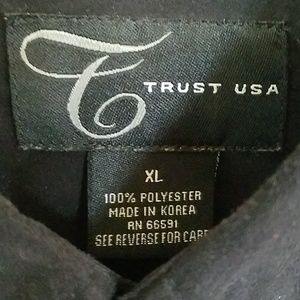 T TRUST USA
XL
100% POLYESTER
MADE IN KOREA
RN 66591
SEE REVERSE FOR CARE